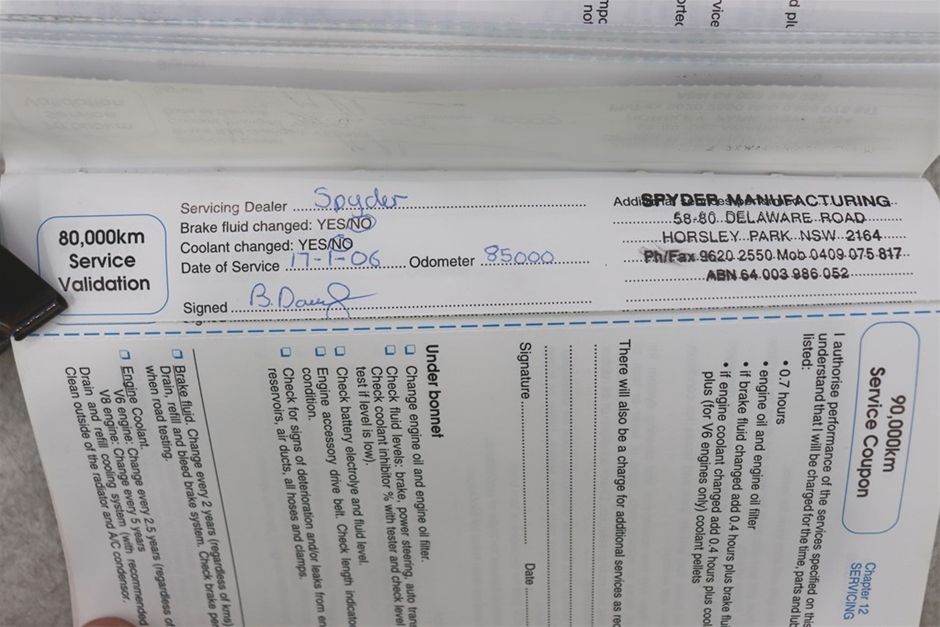 80,000km
Service
Validation
Servicing Dealer Spyder
Brake fluid changed: YES/NO
Coolant changed: YES/NO
Date of Service 17-1-06 Odometer 85000
Signed B.
SPYDER MANUFACTURING
58-80 DELAWARE ROAD
HORSLEY PARK NSW 2164
Ph/Fax 9620 2550 Mob 0409 075 817
ABN 64 003 986 052
Chapter 12
SERVICING
90,000km
Service Coupon
I authorise performance of the services specified on this
understand that I will be charged for the time, parts and lub
listed:
• 0.7 hours
• engine oil and engine oil filter
• if brake fluid changed add 0.4 hours plus brake flu
• if engine coolant changed add 0.4 hours plus cool
plus (for V6 engines only) coolant pellets
There will also be a charge for additional services as rec
Signature Date
Under bonnet
Change engine oil and engine oil filter.
Check fluid levels: brake, power steering, auto trans
Check coolant inhibitor % with tester and check level
test if level is low).
Check battery electrolye and fluid level.
Engine accessory drive belt. Check length indicator
condition.
Check for signs of deterioration and/or leaks from en
reservoirs, air ducts, all hoses and clamps.
Brake fluid. Change every 2 years (regardless of kms)
Drain, refill and bleed brake system. Check brake per
when road testing.
Engine Coolant.
V6 engine: Change every 2.5 years (regardless of
V8 engine: Change every 5 years
Drain and refill cooling system (with recommended
Clean outside of the radiator and A/C condensor.